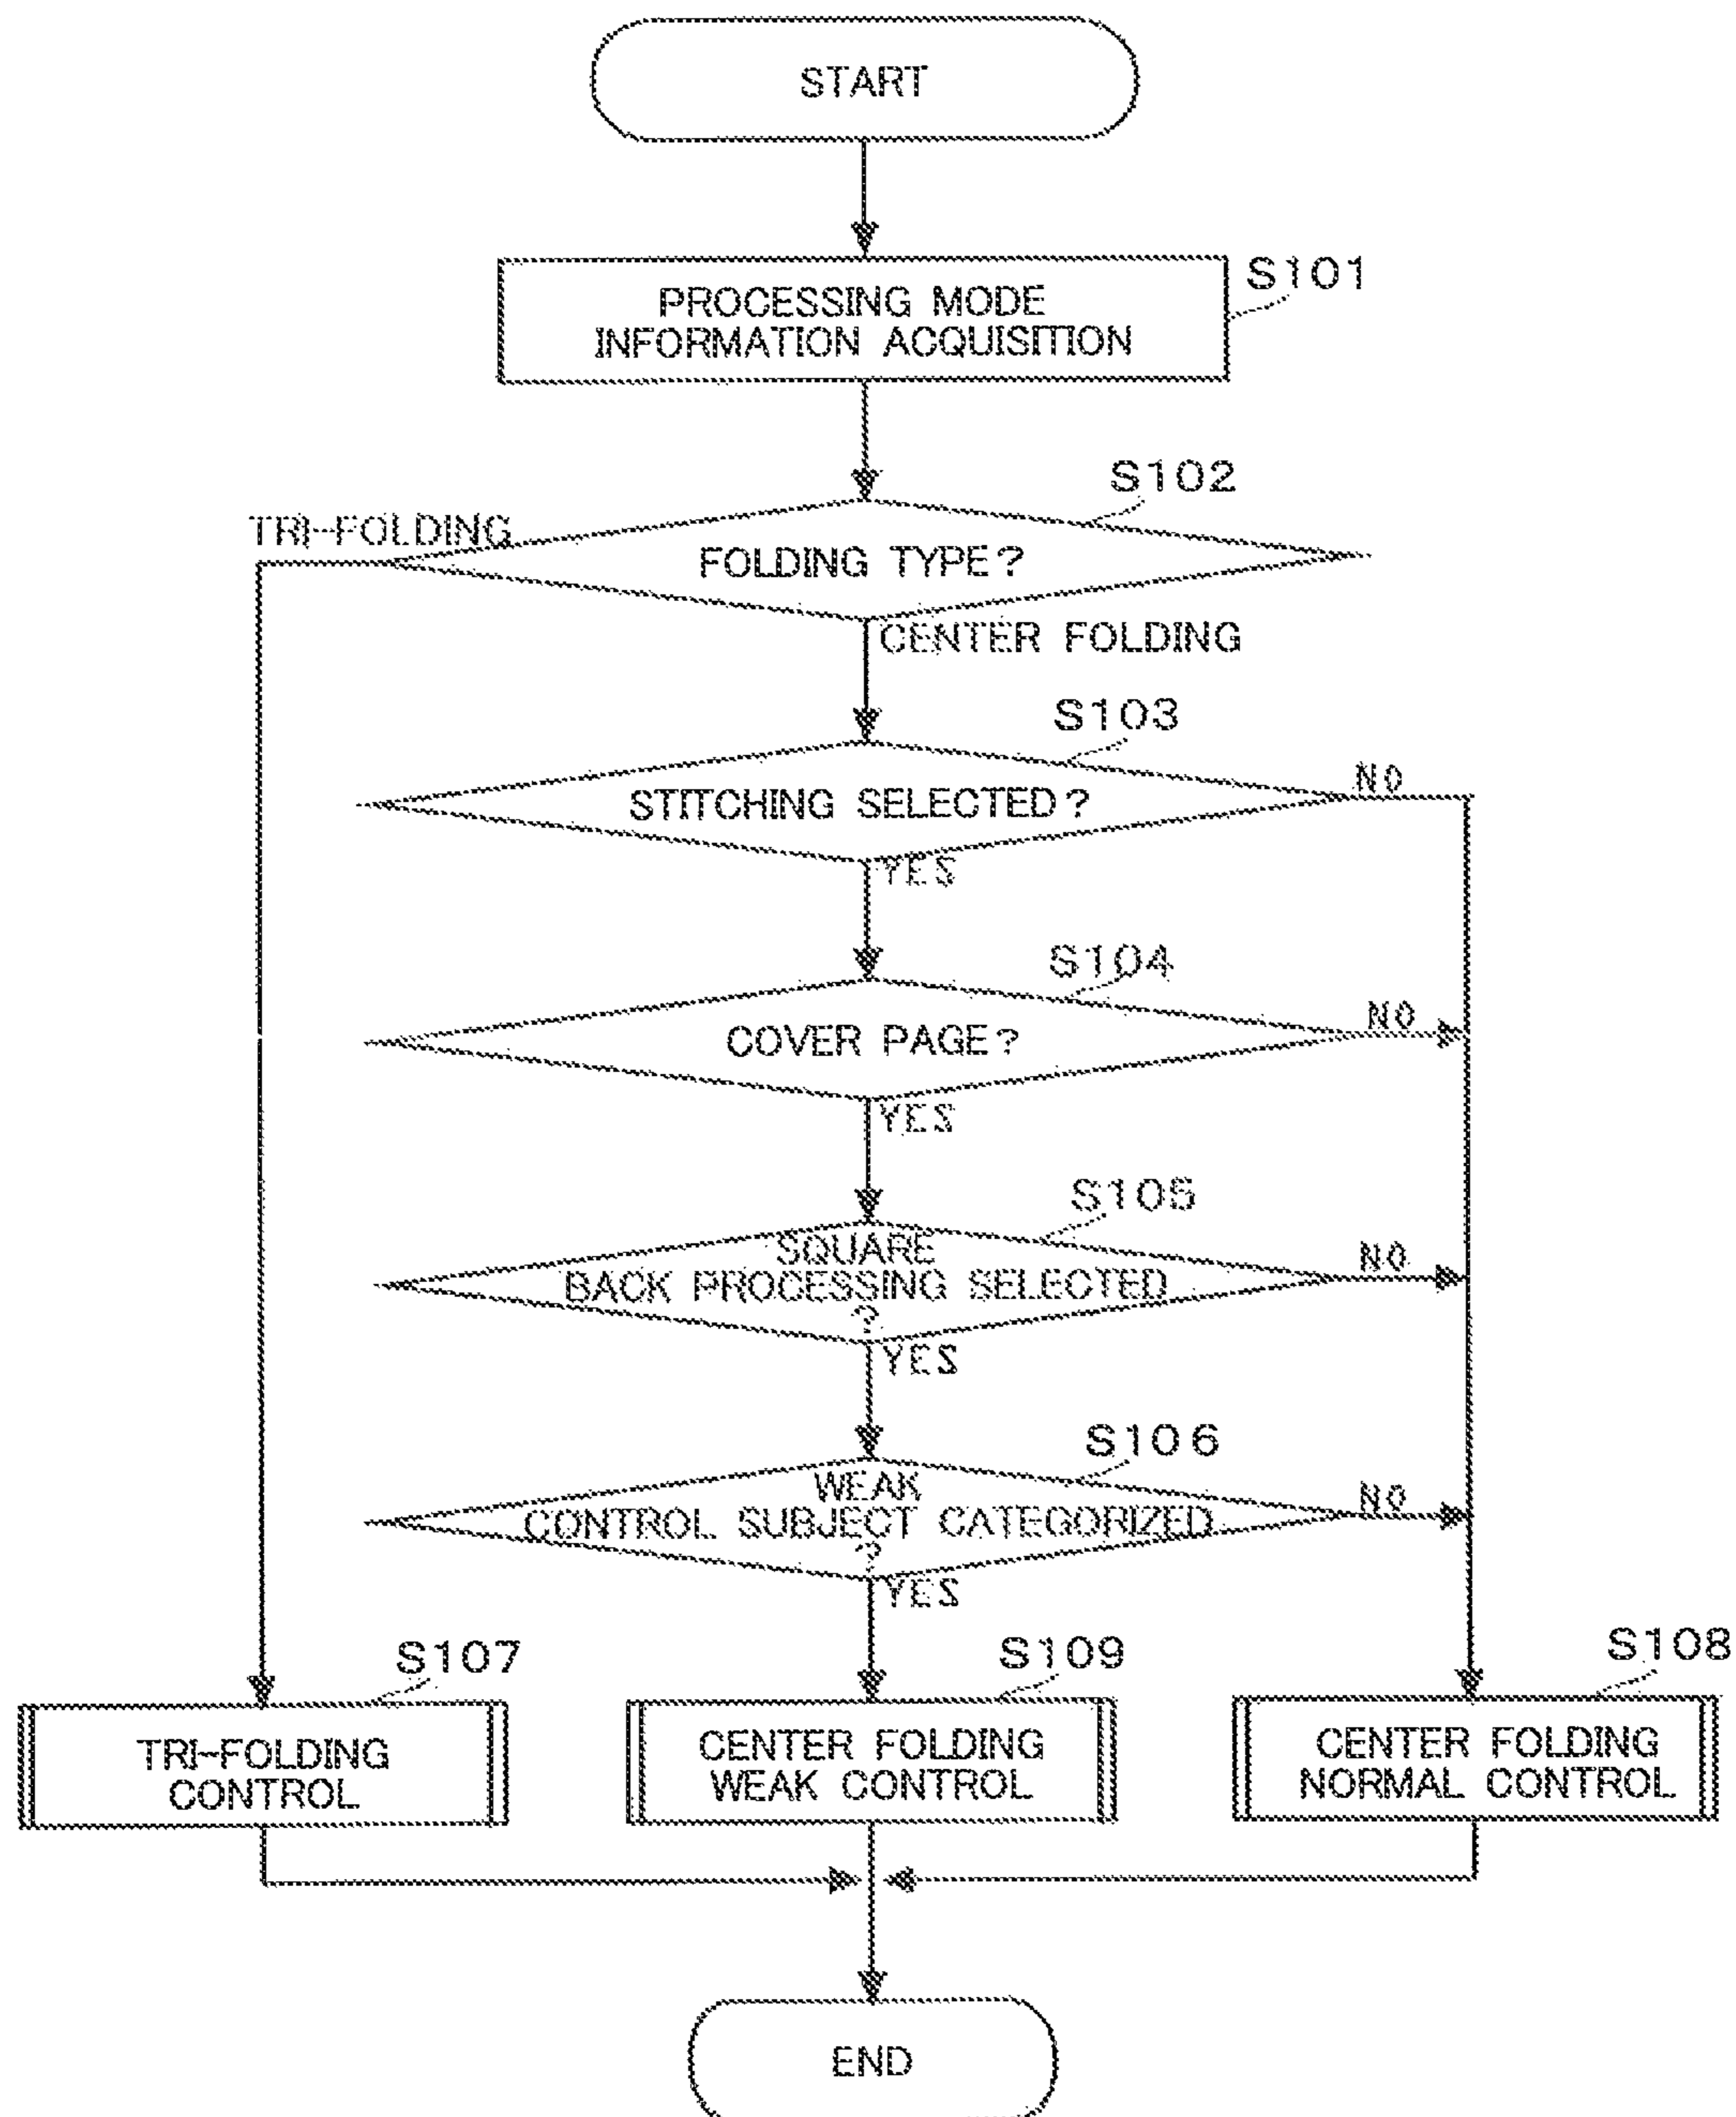 START
PROCESSING MODE
INFORMATION ACQUISITION
S101
S102
TRI-FOLDING
FOLDING TYPE?
CENTER FOLDING
S103
STITCHING SELECTED?
NO
YES
S104
COVER PAGE?
NO
YES
S105
SQUARE
BACK PROCESSING SELECTED
?
NO
YES
S106
WEAK
CONTROL SUBJECT CATEGORIZED
?
NO
YES
S107
TRI-FOLDING
CONTROL
S109
CENTER FOLDING
WEAK CONTROL
S108
CENTER FOLDING
NORMAL CONTROL
END